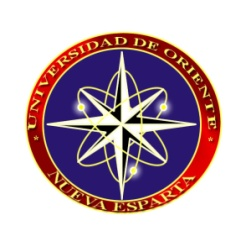 * UNIVERSIDAD DE ORIENTE *
NUEVA ESPARTA